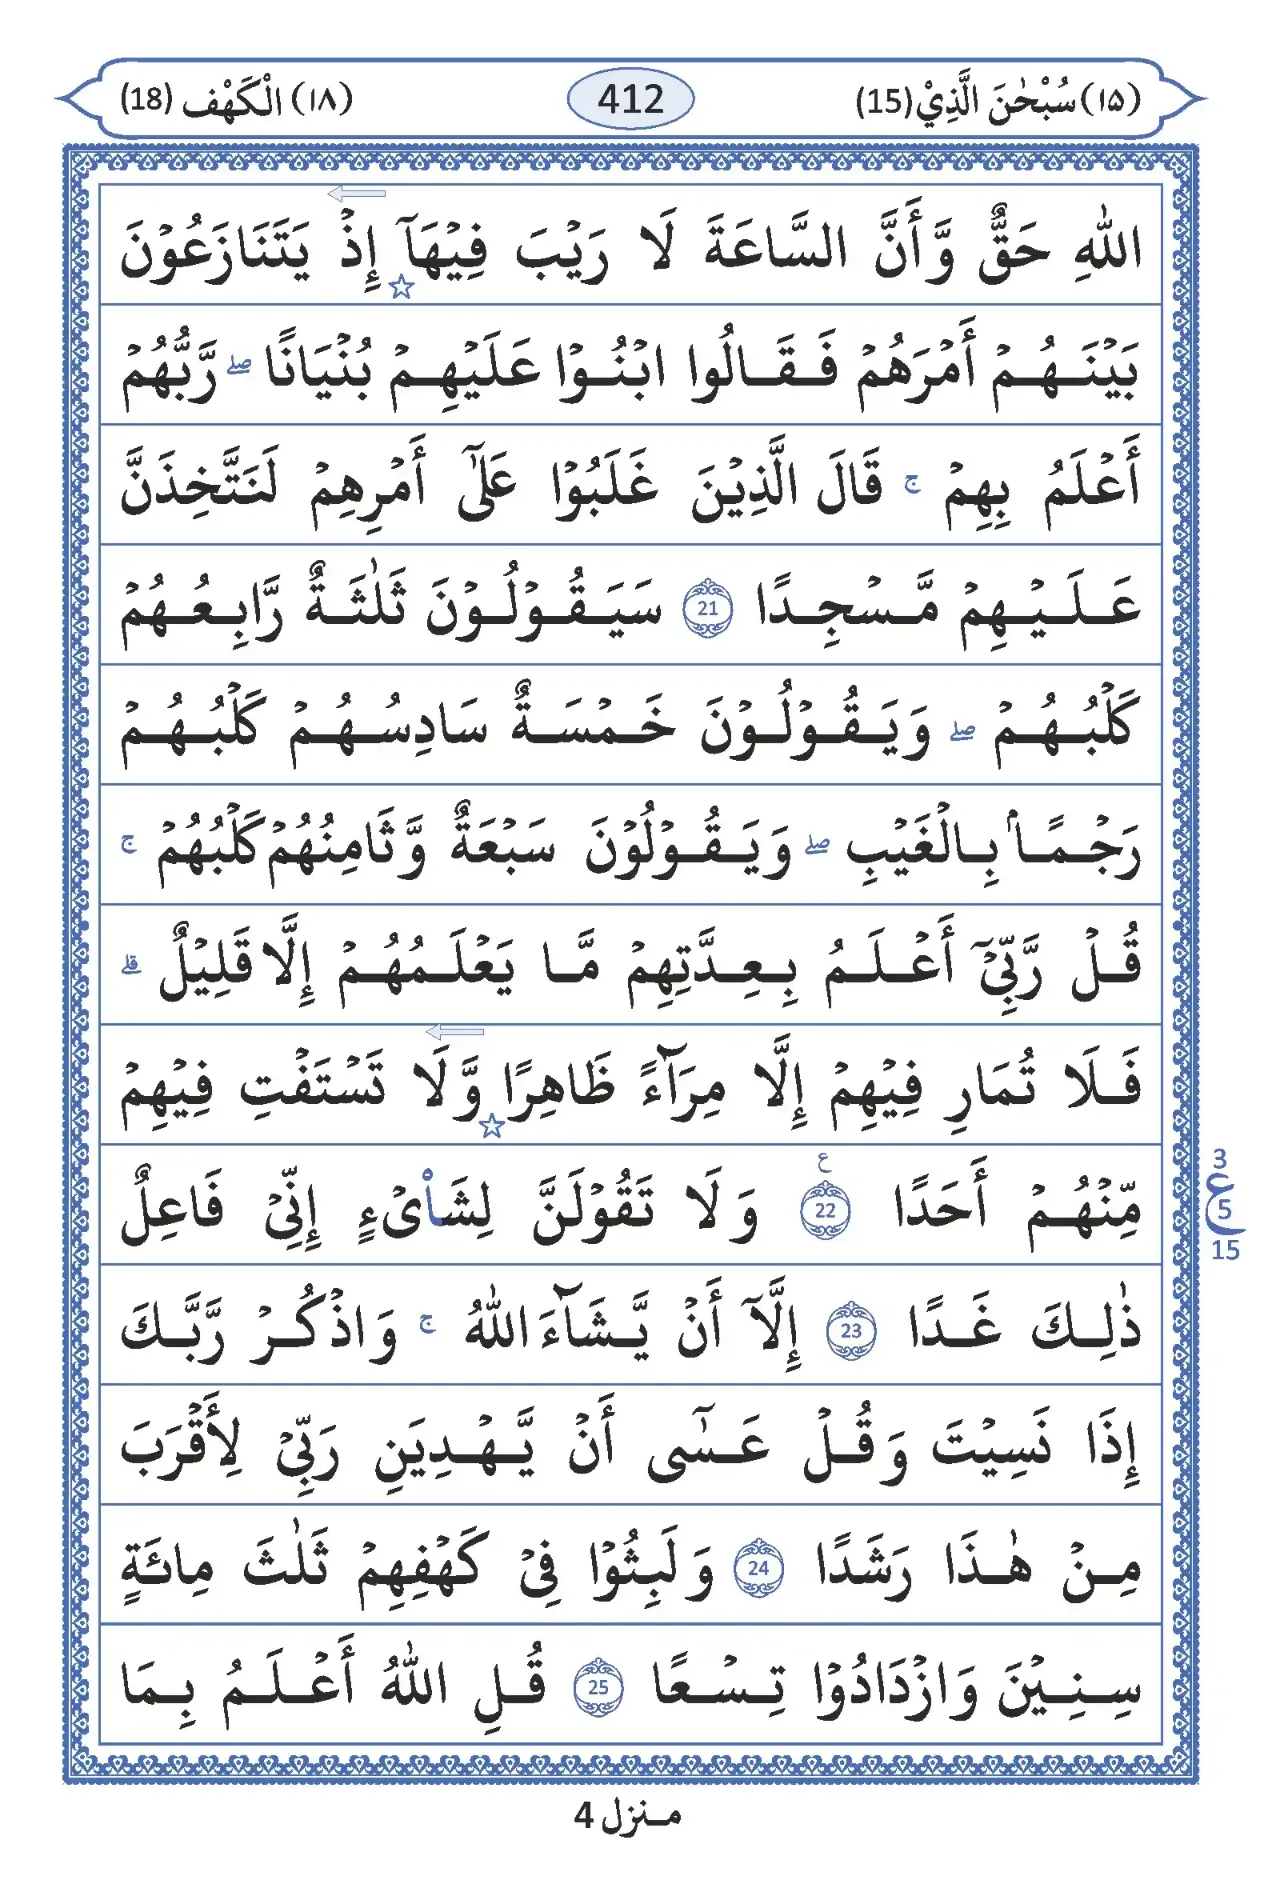 (۱۵) سُبْحٰنَ الَّذِيْ (15) 412 (۱۸) الْكَهْف (18)
اللّٰهِ حَقٌّ وَّأَنَّ السَّاعَةَ لَا رَيْبَ فِيْهَآ إِذْ يَتَنَازَعُوْنَ
بَيْنَهُمْ أَمْرَهُمْ فَقَالُوا ابْنُوْا عَلَيْهِمْ بُنْيَانًا ۖ رَّبُّهُمْ
أَعْلَمُ بِهِمْ ۚ قَالَ الَّذِيْنَ غَلَبُوْا عَلٰٓى أَمْرِهِمْ لَنَتَّخِذَنَّ
عَلَيْهِمْ مَّسْجِدًا 21 سَيَقُوْلُوْنَ ثَلٰثَةٌ رَّابِعُهُمْ
كَلْبُهُمْ ۖ وَيَقُوْلُوْنَ خَمْسَةٌ سَادِسُهُمْ كَلْبُهُمْ
رَجْمًاۢ بِالْغَيْبِ ۖ وَيَقُوْلُوْنَ سَبْعَةٌ وَّثَامِنُهُمْ كَلْبُهُمْ ۚ
قُلْ رَّبِّيْٓ أَعْلَمُ بِعِدَّتِهِمْ مَّا يَعْلَمُهُمْ إِلَّا قَلِيْلٌ ۗ
فَلَا تُمَارِ فِيْهِمْ إِلَّا مِرَآءً ظَاهِرًا وَّلَا تَسْتَفْتِ فِيْهِمْ
مِّنْهُمْ أَحَدًا 22 ع وَلَا تَقُوْلَنَّ لِشَا۟یْءٍ إِنِّيْ فَاعِلٌ
3 ع 5 15
ذٰلِكَ غَدًا 23 إِلَّآ أَنْ يَّشَآءَ اللّٰهُ ۚ وَاذْكُرْ رَّبَّكَ
إِذَا نَسِيْتَ وَقُلْ عَسٰٓى أَنْ يَّهْدِيَنِ رَبِّيْ لِأَقْرَبَ
مِنْ هٰذَا رَشَدًا 24 وَلَبِثُوْا فِيْ كَهْفِهِمْ ثَلٰثَ مِائَةٍ
سِنِيْنَ وَازْدَادُوْا تِسْعًا 25 قُلِ اللّٰهُ أَعْلَمُ بِمَا
منزل 4